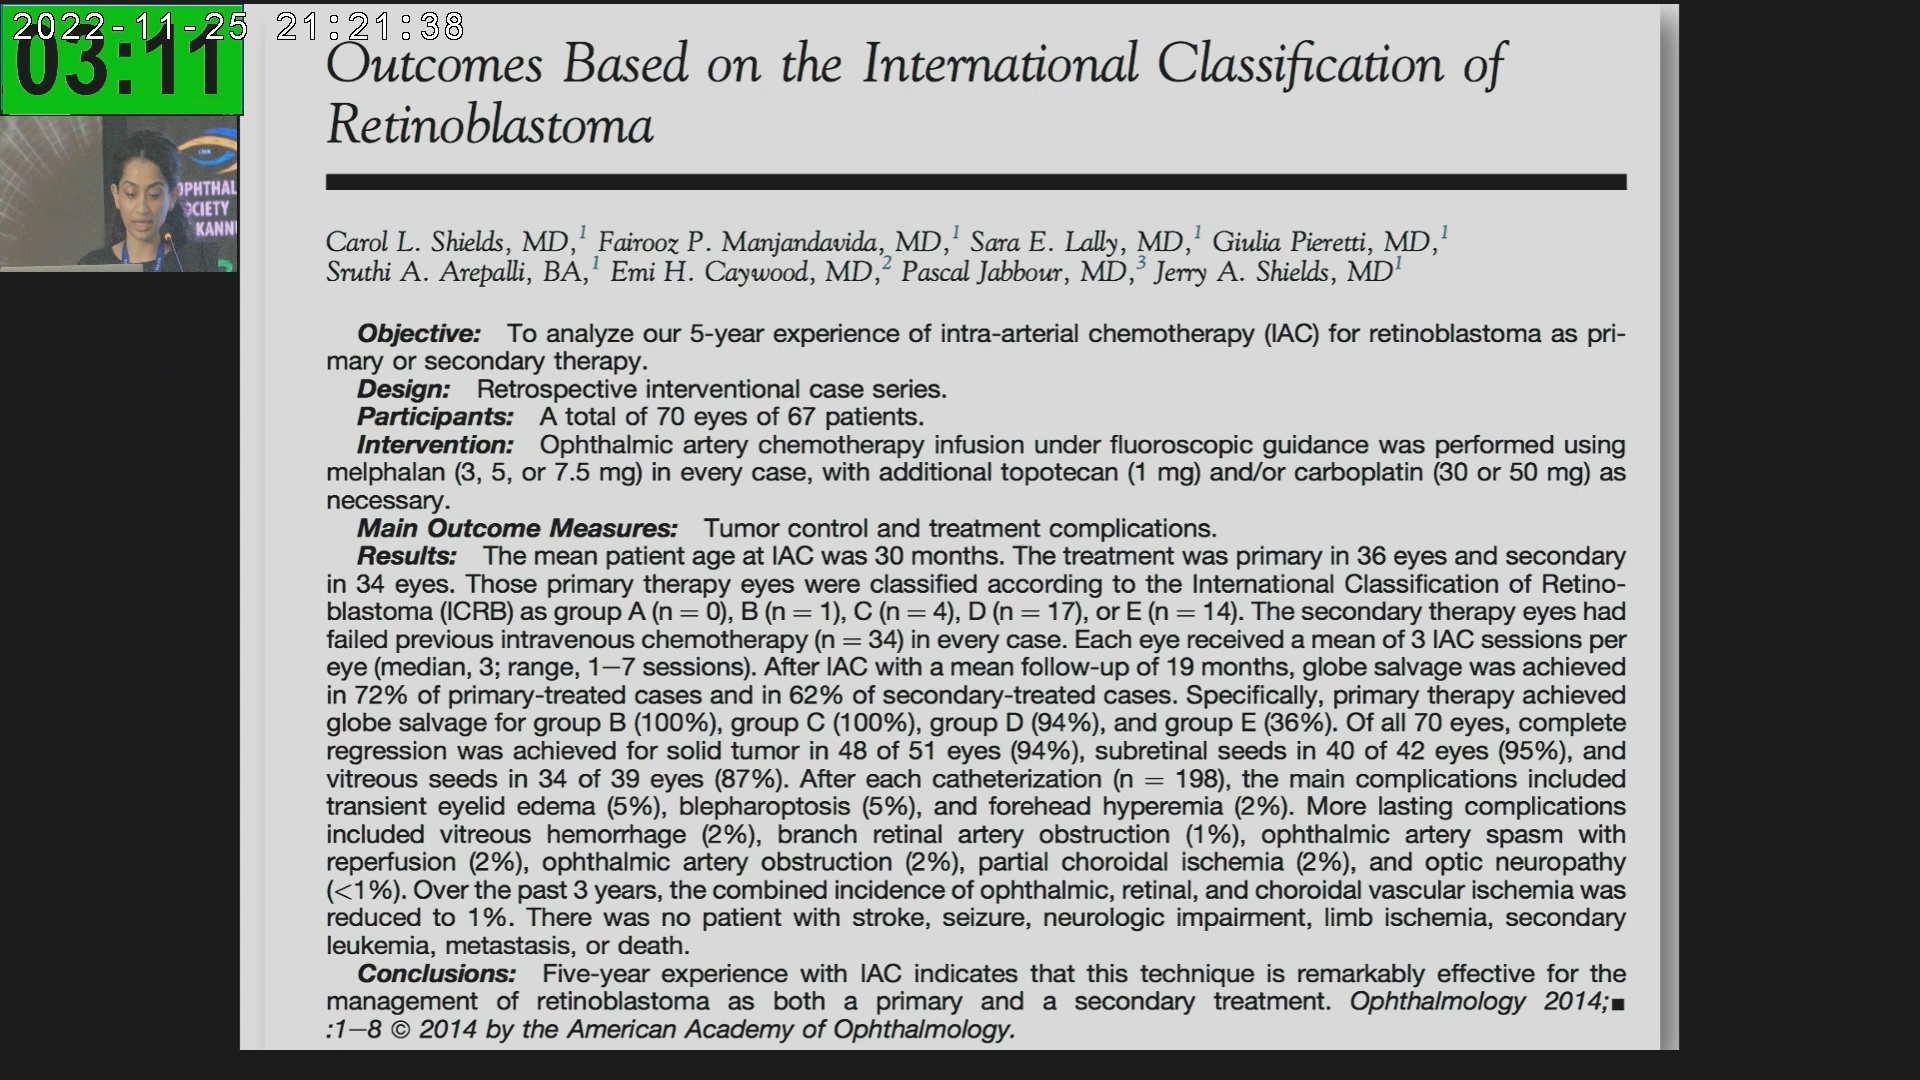 2022-11-25 21:21:38
03:11
OPHTHAL
KANN
Outcomes Based on the International Classification of
Retinoblastoma
Carol L. Shields, MD,1 Fairooz P. Manjandavida, MD,1 Sara E. Lally, MD,1 Giulia Pieretti, MD,1
Sruthi A. Arepalli, BA,1 Emi H. Caywood, MD,2 Pascal Jabbour, MD,3 Jerry A. Shields, MD1
Objective: To analyze our 5-year experience of intra-arterial chemotherapy (IAC) for retinoblastoma as pri-
mary or secondary therapy.
Design: Retrospective interventional case series.
Participants: A total of 70 eyes of 67 patients.
Intervention: Ophthalmic artery chemotherapy infusion under fluoroscopic guidance was performed using
melphalan (3, 5, or 7.5 mg) in every case, with additional topotecan (1 mg) and/or carboplatin (30 or 50 mg) as
necessary.
Main Outcome Measures: Tumor control and treatment complications.
Results: The mean patient age at IAC was 30 months. The treatment was primary in 36 eyes and secondary
in 34 eyes. Those primary therapy eyes were classified according to the International Classification of Retino-
blastoma (ICRB) as group A (n = 0), B (n = 1), C (n = 4), D (n = 17), or E (n = 14). The secondary therapy eyes had
failed previous intravenous chemotherapy (n = 34) in every case. Each eye received a mean of 3 IAC sessions per
eye (median, 3; range, 1–7 sessions). After IAC with a mean follow-up of 19 months, globe salvage was achieved
in 72% of primary-treated cases and in 62% of secondary-treated cases. Specifically, primary therapy achieved
globe salvage for group B (100%), group C (100%), group D (94%), and group E (36%). Of all 70 eyes, complete
regression was achieved for solid tumor in 48 of 51 eyes (94%), subretinal seeds in 40 of 42 eyes (95%), and
vitreous seeds in 34 of 39 eyes (87%). After each catheterization (n = 198), the main complications included
transient eyelid edema (5%), blepharoptosis (5%), and forehead hyperemia (2%). More lasting complications
included vitreous hemorrhage (2%), branch retinal artery obstruction (1%), ophthalmic artery spasm with
reperfusion (2%), ophthalmic artery obstruction (2%), partial choroidal ischemia (2%), and optic neuropathy
(<1%). Over the past 3 years, the combined incidence of ophthalmic, retinal, and choroidal vascular ischemia was
reduced to 1%. There was no patient with stroke, seizure, neurologic impairment, limb ischemia, secondary
leukemia, metastasis, or death.
Conclusions: Five-year experience with IAC indicates that this technique is remarkably effective for the
management of retinoblastoma as both a primary and a secondary treatment. Ophthalmology 2014;■
:1–8 © 2014 by the American Academy of Ophthalmology.